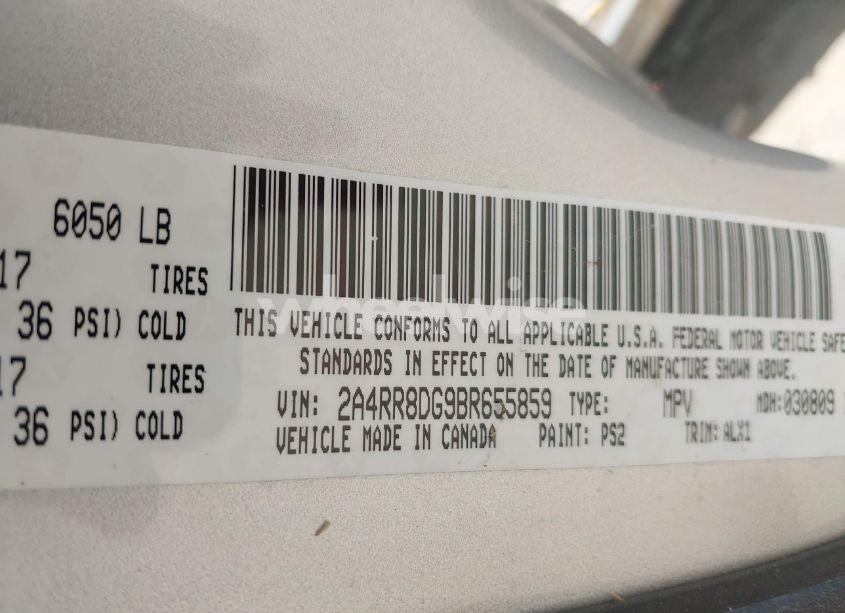 6050 LB
17 TIRES
36 PSI) COLD
17 TIRES
36 PSI) COLD
THIS VEHICLE CONFORMS TO ALL APPLICABLE U.S.A. FEDERAL MOTOR VEHICLE SAFE
STANDARDS IN EFFECT ON THE DATE OF MANUFACTURE SHOWN ABOVE.
VIN: 2A4RR8DG9BR655859 TYPE: MPV MDH:030809
VEHICLE MADE IN CANADA PAINT: PS2 TRIM: ALX1
wheelwise